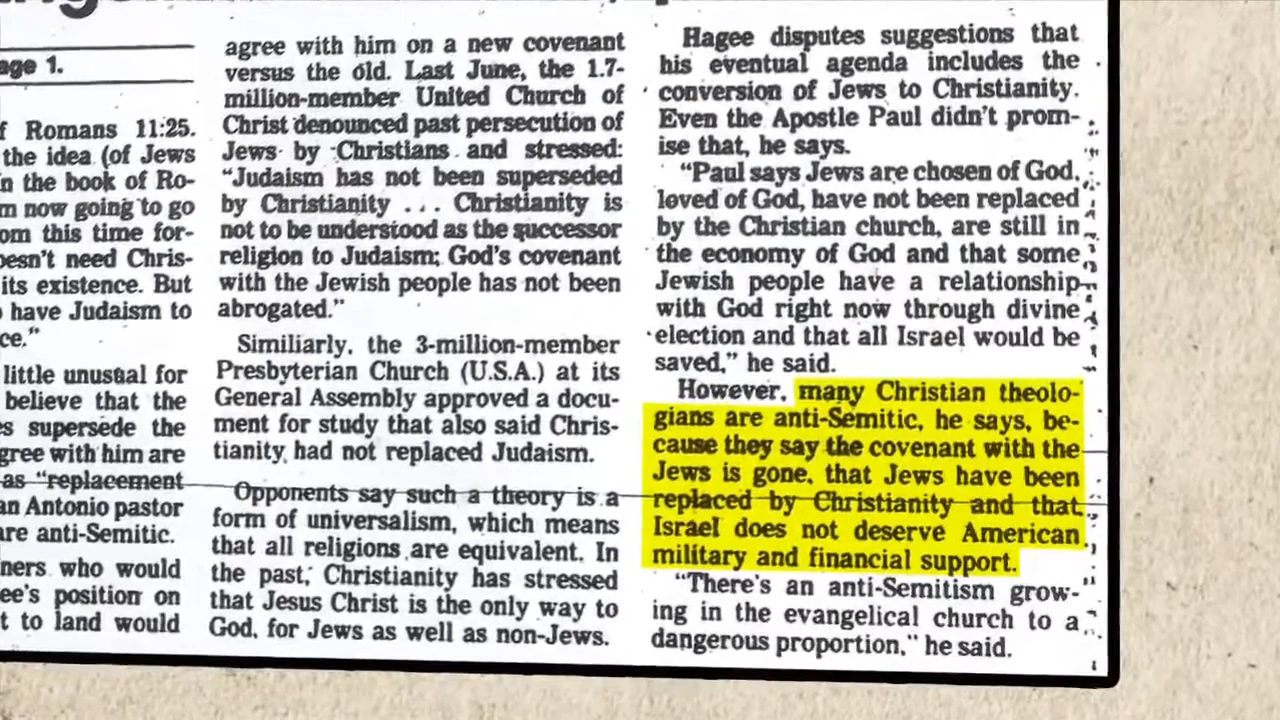 age 1.
f Romans 11:25.
the idea (of Jews
n the book of Ro-
m now going to go
om this time for-
oesn't need Chris-
its existence. But
have Judaism to
ce."
little unusual for
believe that the
es supersede the
gree with him are
as "replacement
an Antonio pastor
are anti-Semitic.
ners who would
ee's position on
t to land would
agree with him on a new covenant
versus the old. Last June, the 1.7-
million-member United Church of
Christ denounced past persecution of
Jews by Christians and stressed:
"Judaism has not been superseded
by Christianity ... Christianity is
not to be understood as the successor
religion to Judaism; God's covenant
with the Jewish people has not been
abrogated."
Similiarly, the 3-million-member
Presbyterian Church (U.S.A.) at its
General Assembly approved a docu-
ment for study that also said Chris-
tianity had not replaced Judaism.
Opponents say such a theory is a
form of universalism, which means
that all religions are equivalent. In
the past, Christianity has stressed
that Jesus Christ is the only way to
God, for Jews as well as non-Jews.
Hagee disputes suggestions that
his eventual agenda includes the
conversion of Jews to Christianity.
Even the Apostle Paul didn't prom-
ise that, he says.
"Paul says Jews are chosen of God,
loved of God, have not been replaced
by the Christian church, are still in
the economy of God and that some
Jewish people have a relationship
with God right now through divine
election and that all Israel would be
saved," he said.
However, many Christian theolo-
gians are anti-Semitic, he says, be-
cause they say the covenant with the
Jews is gone, that Jews have been
replaced by Christianity and that
Israel does not deserve American
military and financial support.
"There's an anti-Semitism grow-
ing in the evangelical church to a
dangerous proportion," he said.